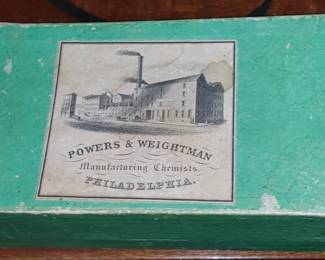 POWERS & WEIGHTMAN
Manufacturing Chemists.
PHILADELPHIA.